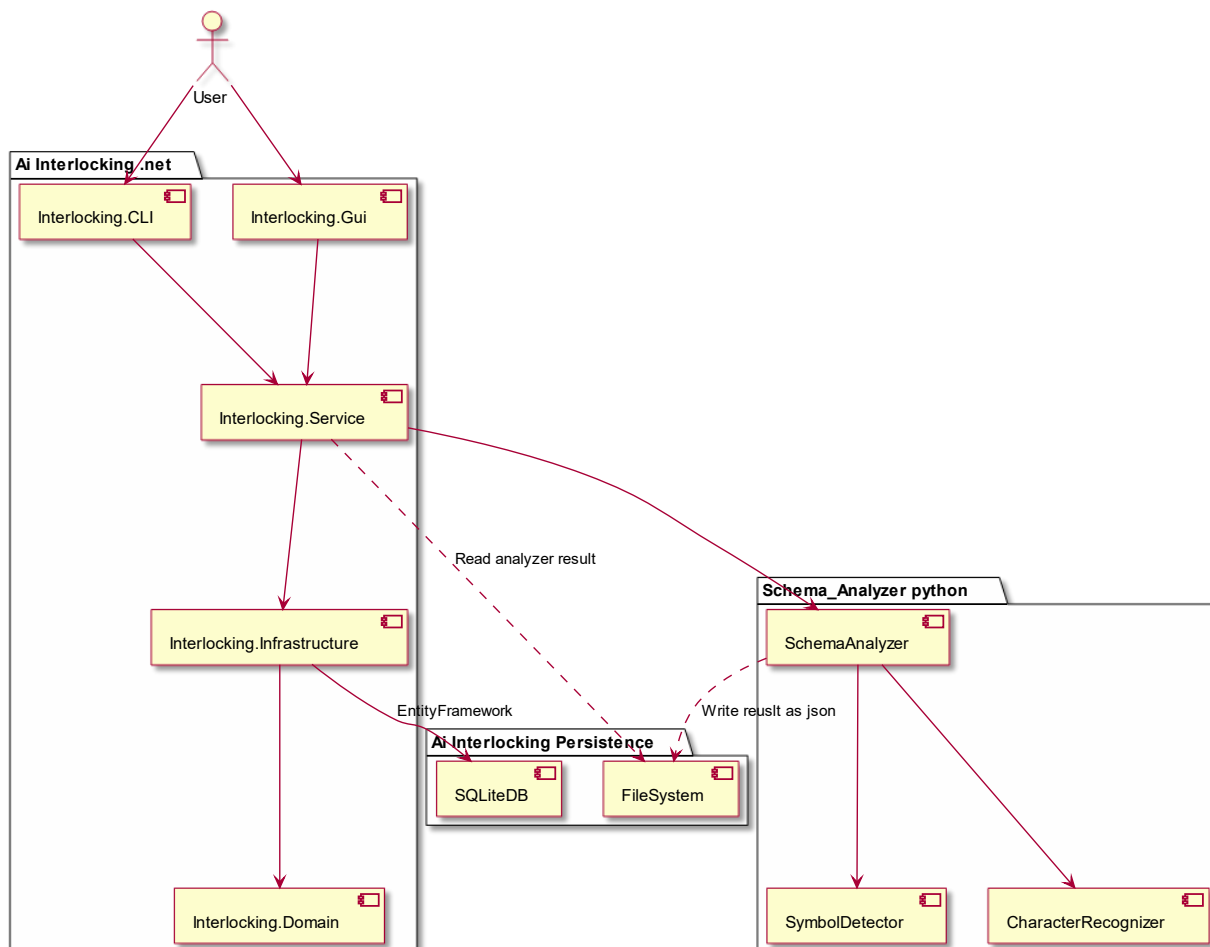 User
Ai Interlocking .net
Interlocking.CLI
Interlocking.Gui
Interlocking.Service
Read analyzer result
Schema_Analyzer python
Interlocking.Infrastructure
SchemaAnalyzer
EntityFramework
Write reuslt as json
Ai Interlocking Persistence
SQLiteDB
FileSystem
Interlocking.Domain
SymbolDetector
CharacterRecognizer